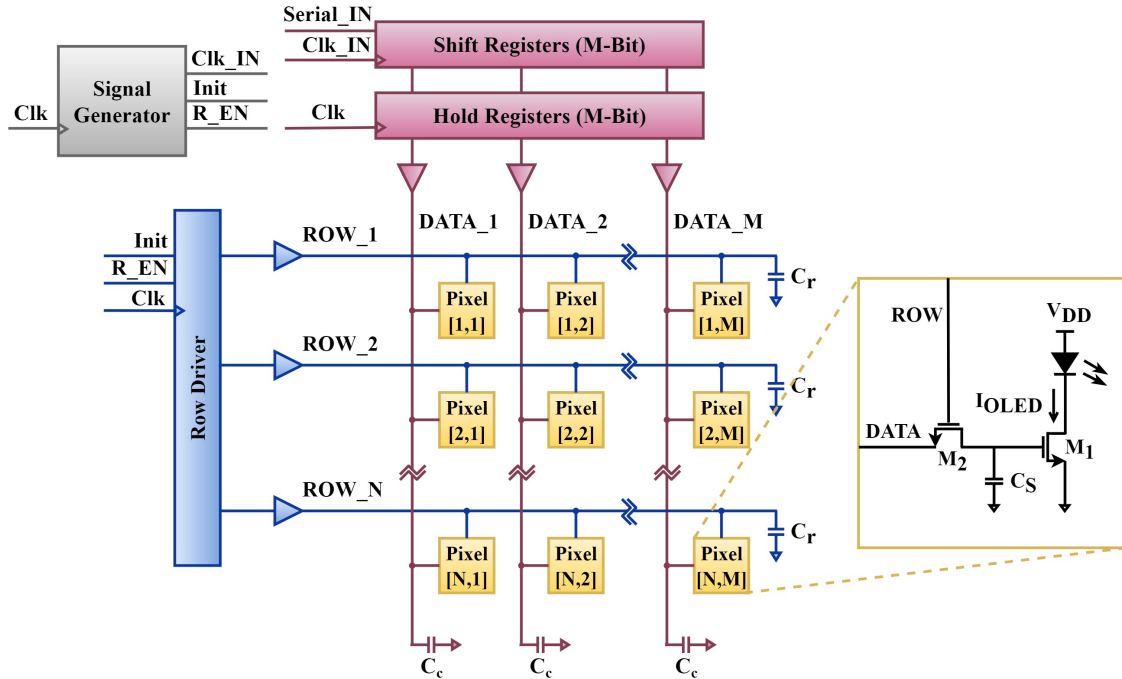 Serial_IN
Clk_IN
Shift Registers (M-Bit)
Clk
Hold Registers (M-Bit)
Clk
Signal
Generator
Clk_IN
Init
R_EN
DATA_1
DATA_2
DATA_M
Init
R_EN
Clk
Row Driver
ROW_1
Pixel
[1,1]
Pixel
[1,2]
Pixel
[1,M]
Cr
ROW_2
Pixel
[2,1]
Pixel
[2,2]
Pixel
[2,M]
Cr
ROW_N
Pixel
[N,1]
Pixel
[N,2]
Pixel
[N,M]
Cr
Cc
Cc
Cc
ROW
VDD
IOLED
DATA
M2
M1
CS